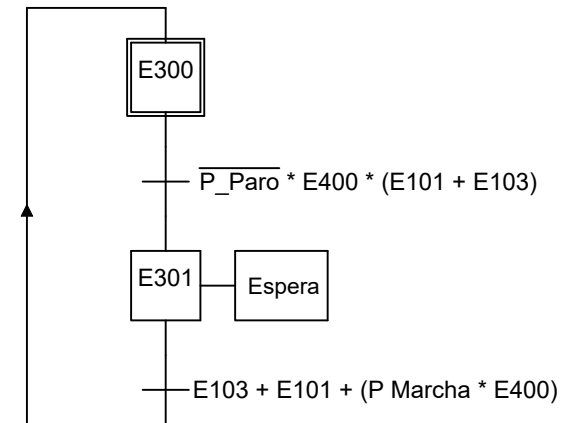 E300
P_Paro * E400 * (E101 + E103)
E301
Espera
E103 + E101 + (P Marcha * E400)